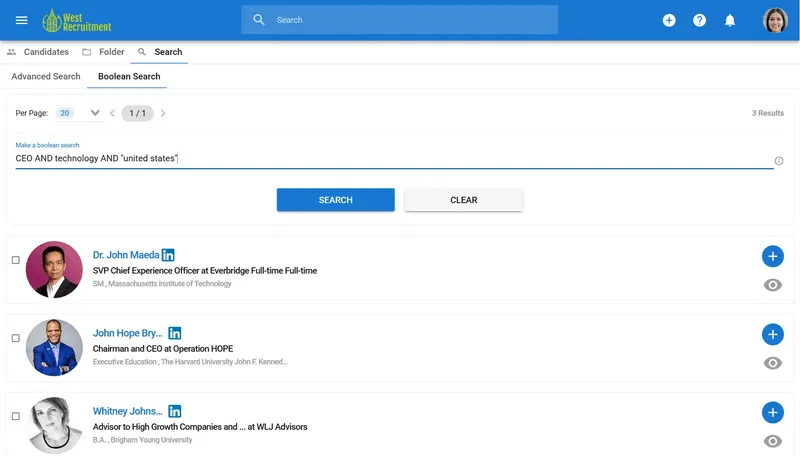 West
Recruitment
Search
Candidates
Folder
Search
Advanced Search
Boolean Search
Per Page:
20
1 / 1
3 Results
Make a boolean search
CEO AND technology AND "united states"
SEARCH
CLEAR
Dr. John Maeda
SVP Chief Experience Officer at Everbridge Full-time Full-time
SM , Massachusetts Institute of Technology
John Hope Bry...
Chairman and CEO at Operation HOPE
Executive Education , The Harvard University John F. Kenned...
Whitney Johns...
Advisor to High Growth Companies and ... at WLJ Advisors
B.A. , Brigham Young University